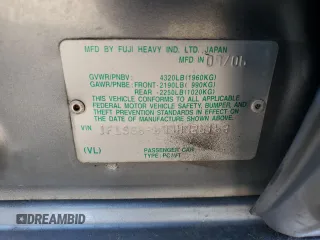 MFD BY FUJI HEAVY IND. LTD. JAPAN
MFD IN 07/06
GVWR/PNBV: 4320LB(1960KG)
GAWR/PNBE: FRONT-2190LB( 990KG)
REAR -2250LB(1020KG)
THIS VEHICLE CONFORMS TO ALL
APPLICABLE FEDERAL MOTOR VEHICLE
SAFETY, BUMPER, AND THEFT
PREVENTION STANDARDS IN EFFECT ON
THE DATE OF MANUFACTURE SHOWN
ABOVE.
VIN
(VL)
PASSENGER CAR
TYPE:
DREAMBID
STAT.VIN